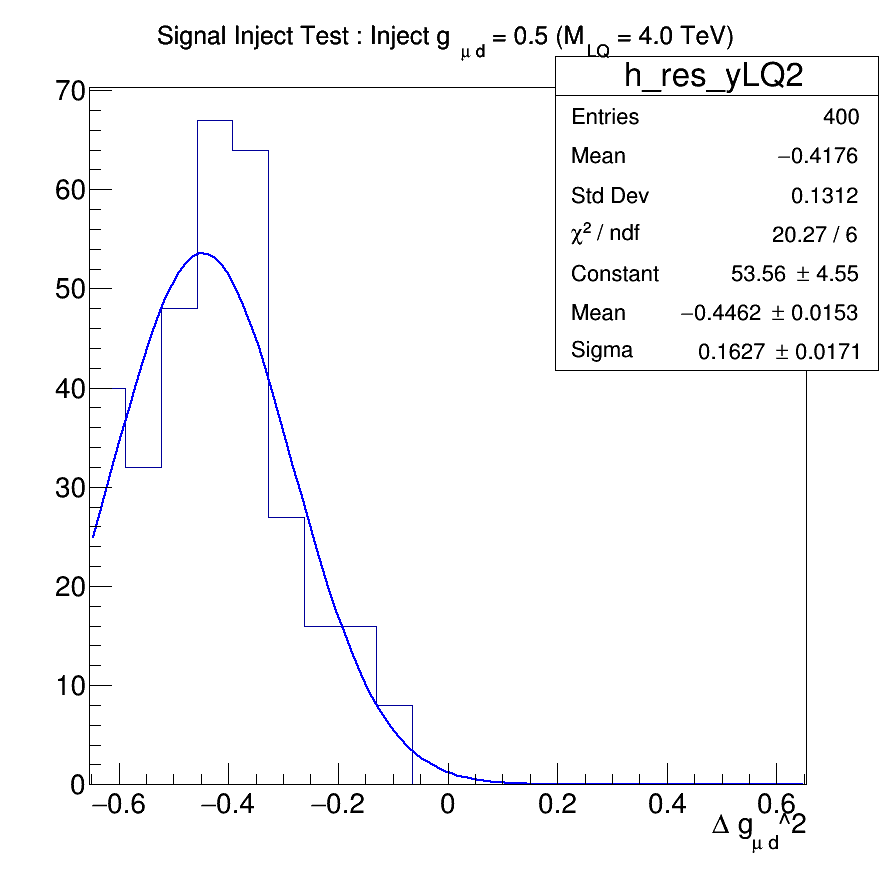 Signal Inject Test : Inject g μ d = 0.5 (M LQ = 4.0 TeV)
h_res_yLQ2
Entries 400
Mean −0.4176
Std Dev 0.1312
χ² / ndf 20.27 / 6
Constant 53.56 ± 4.55
Mean −0.4462 ± 0.0153
Sigma 0.1627 ± 0.0171
70
60
50
40
30
20
10
0
−0.6 −0.4 −0.2 0 0.2 0.4 0.6
Δ g μ d ^2